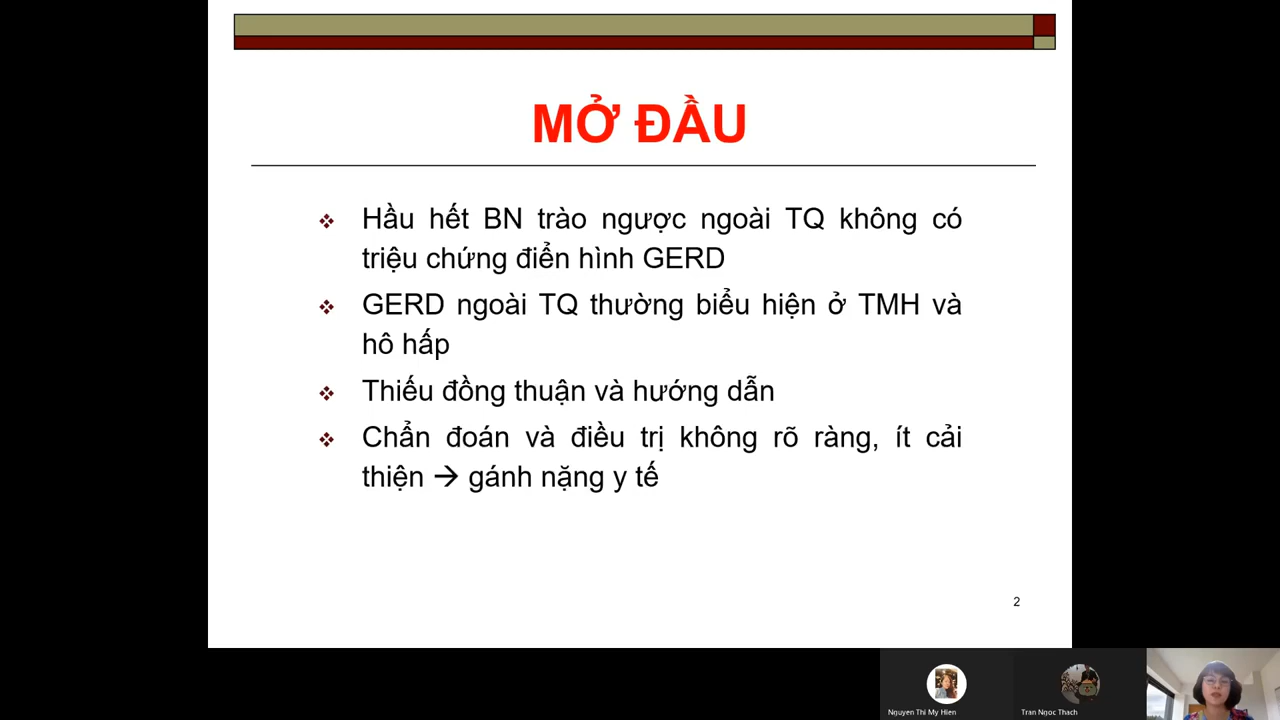 MỞ ĐẦU
Hầu hết BN trào ngược ngoài TQ không có
triệu chứng điển hình GERD
GERD ngoài TQ thường biểu hiện ở TMH và
hô hấp
Thiếu đồng thuận và hướng dẫn
Chẩn đoán và điều trị không rõ ràng, ít cải
thiện → gánh nặng y tế
2
Nguyen Thi My Hien
Tran Ngoc Thach